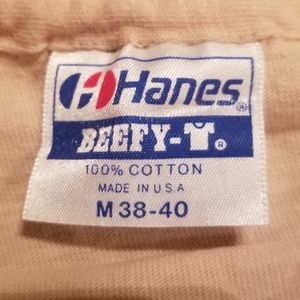 Hanes®
BEEFY-T®
100% COTTON
MADE IN U.S.A
M 38-40